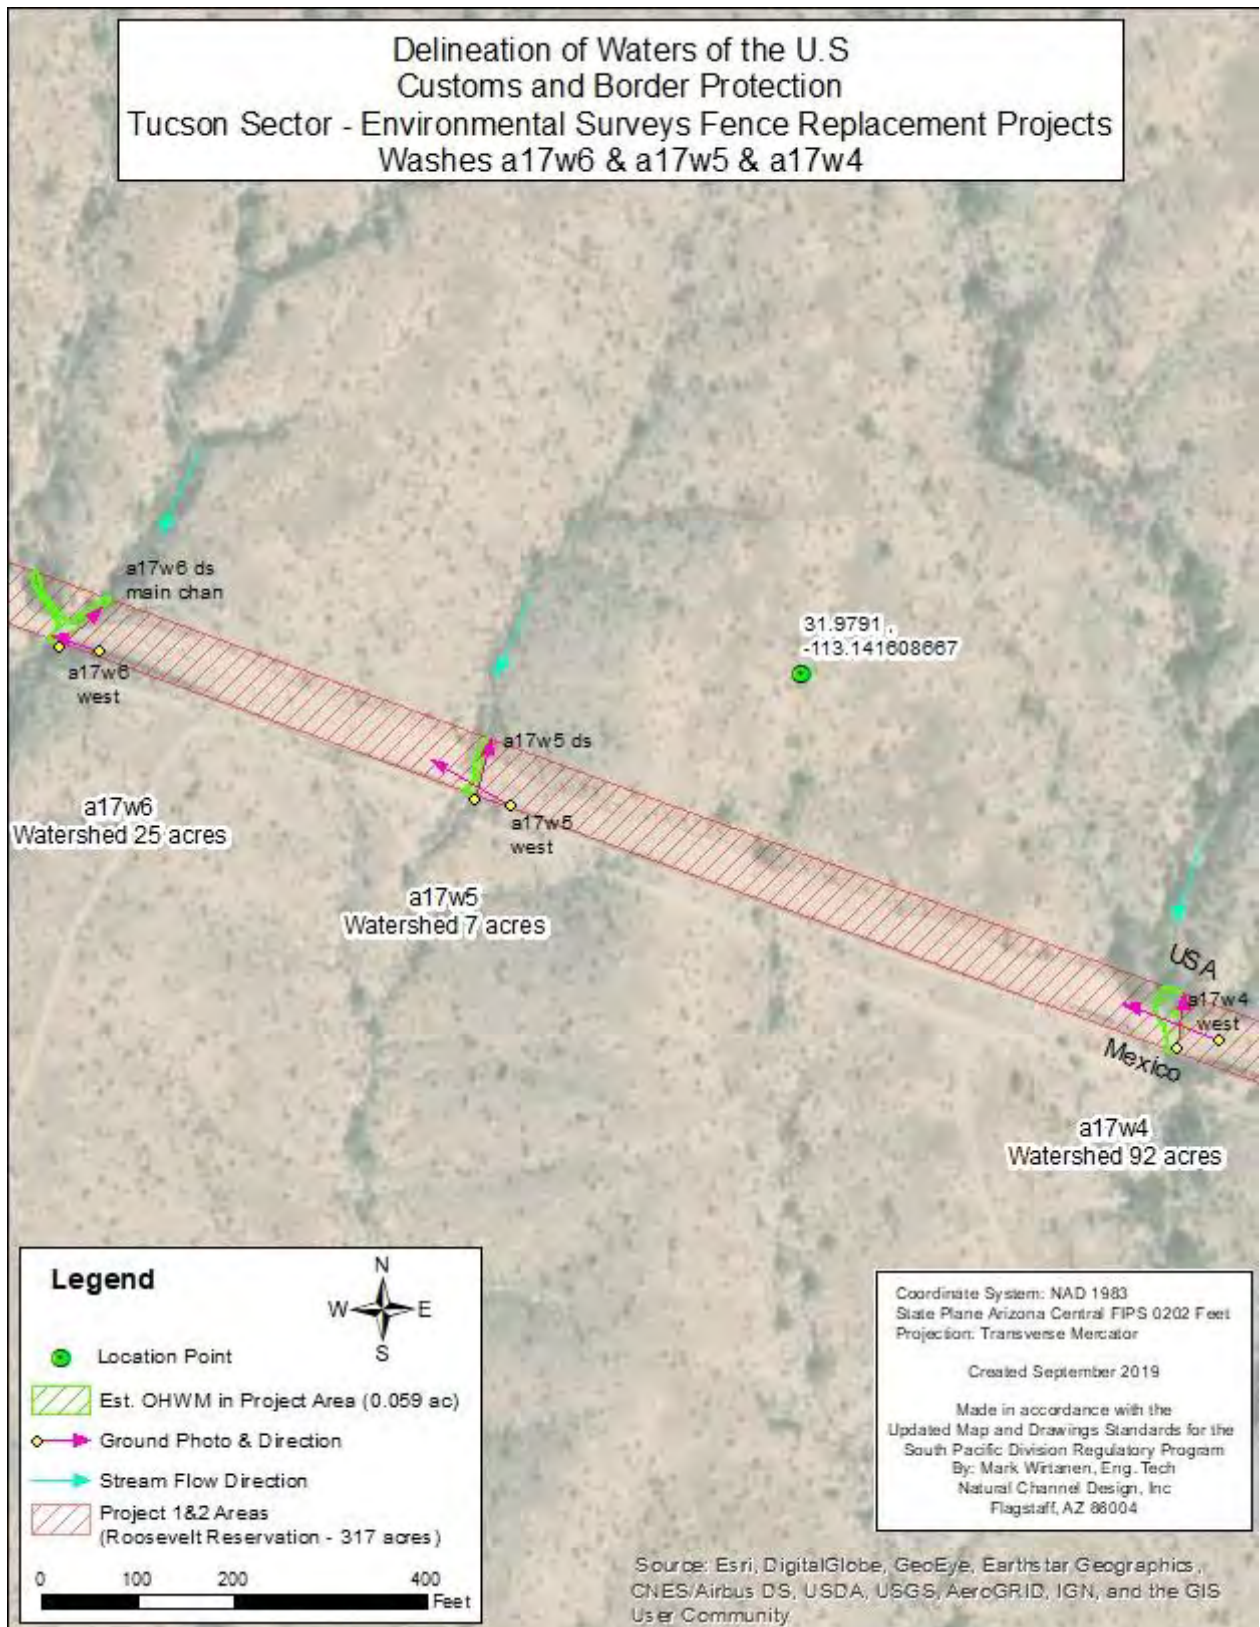 Delineation of Waters of the U.S
Customs and Border Protection
Tucson Sector - Environmental Surveys Fence Replacement Projects
Washes a17w6 & a17w5 & a17w4
a17w6 ds
main chan
31.9791 ,
-113.141608667
a17w6
west
a17w5 ds
a17w6
Watershed 25 acres
a17w5
west
a17w5
Watershed 7 acres
USA
a17w4
west
Mexico
a17w4
Watershed 92 acres
Legend
N
W E
S
Location Point
Est. OHWM in Project Area (0.059 ac)
Ground Photo & Direction
Stream Flow Direction
Project 1&2 Areas
(Roosevelt Reservation - 317 acres)
0 100 200 400
Feet
Coordinate System: NAD 1983
State Plane Arizona Central FIPS 0202 Feet
Projection: Transverse Mercator
Created September 2019
Made in accordance with the
Updated Map and Drawings Standards for the
South Pacific Division Regulatory Program
By: Mark Wirtanen, Eng. Tech
Natural Channel Design, Inc
Flagstaff, AZ 86004
Source: Esri, DigitalGlobe, GeoEye, Earthstar Geographics,
CNES/Airbus DS, USDA, USGS, AeroGRID, IGN, and the GIS
User Community